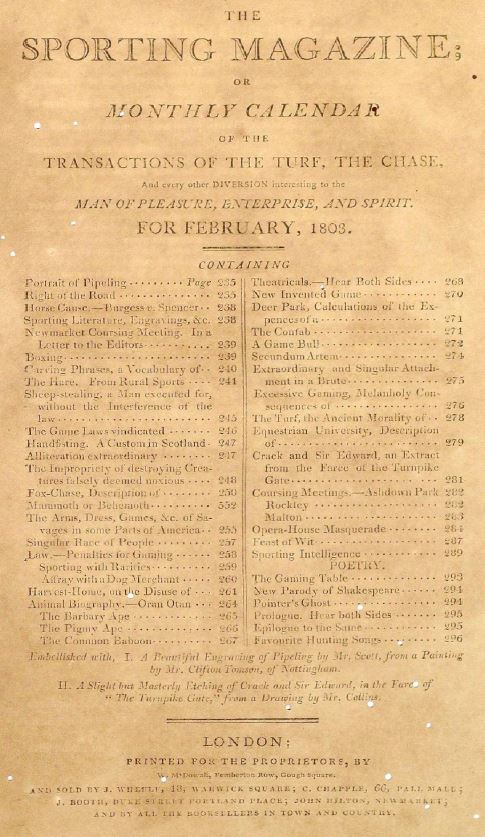 THE
SPORTING MAGAZINE;
OR
MONTHLY CALENDAR
OF THE
TRANSACTIONS OF THE TURF, THE CHASE,
And every other DIVERSION interesting to the
MAN OF PLEASURE, ENTERPRISE, AND SPIRIT.
FOR FEBRUARY, 1803.
CONTAINING
Portrait of Pipeling ········ Page 235
Right of the Road ············ 235
Horse Cause.—Burgess v. Spencer·· 238
Sporting Literature, Engravings, &c. 238
Newmarket Coursing Meeting. In a
Letter to the Editors············ 239
Boxing···················· 239
Carving Phrases, a Vocabulary of·· 240
The Hare. From Rural Sports ···· 241
Sheep-stealing, a Man executed for,
without the Interference of the
law···················· 245
The Game Laws vindicated ······ 246
Handfisting. A Custom in Scotland· 247
Alliteration extraordinary ········ 247
The Impropriety of destroying Crea-
tures falsely deemed noxious ···· 248
Fox-Chase, Description of········ 250
Mammoth or Behemoth·········· 552
The Arms, Dress, Games, &c. of Sa-
vages in some Parts of America·· 255
Singular Race of People ········ 257
Law.—Penalties for Gaming ······ 258
Sporting with Rarities·········· 259
Affray with a Dog Merchant ···· 260
Harvest-Home, on the Disuse of ··· 261
Animal Biography.—Oran Otan ··· 264
The Barbary Ape ············ 265
The Pigmy Ape ·············· 266
The Common Baboon·········· 267
Theatricals.—Hear Both Sides ···· 268
New Invented Game············ 270
Deer Park, Calculations of the Ex-
pences of a ·················· 271
The Confab ·················· 271
A Game Bull·················· 272
Secundum Artem·············· 274
Extraordinary and Singular Attach-
ment in a Brute·············· 275
Excessive Gaming, Melancholy Con-
sequences of ················ 276
The Turf, the Ancient Morality of·· 278
Equestrian University, Description
of ························ 279
Crack and Sir Edward, an Extract
from the Farce of the Turnpike
Gate···················· 281
Coursing Meetings.—Ashdown Park 282
Rockley ················ 282
Malton ·················· 283
Opera-House Masquerade ········ 284
Feast of Wit·················· 287
Sporting Intelligence ············ 289
POETRY.
The Gaming Table ············ 293
New Parody of Shakespeare ······ 294
Pointer's Ghost················ 294
Prologue. Hear both Sides ······ 295
Epilogue to the Same············ 295
Favourite Hunting Songs·········· 296
Embellished with, I. A Beautiful Engraving of Pipeling by Mr. Scott, from a Painting
by Mr. Clifton Tomson, of Nottingham.
II. A Slight but Masterly Etching of Crack and Sir Edward, in the Farce of
"The Turnpike Gate," from a Drawing by Mr. Collins.
LONDON:
PRINTED FOR THE PROPRIETORS, BY
W. McDowall, Pemberton Row, Gough Square.
AND SOLD BY J. WHEBLE, 18, WARWICK SQUARE; C. CHAPPLE, 66, PALL MALL;
J. BOOTH, DUKE STREET PORTLAND PLACE; JOHN HILTON, NEWMARKET;
AND BY ALL THE BOOKSELLERS IN TOWN AND COUNTRY.